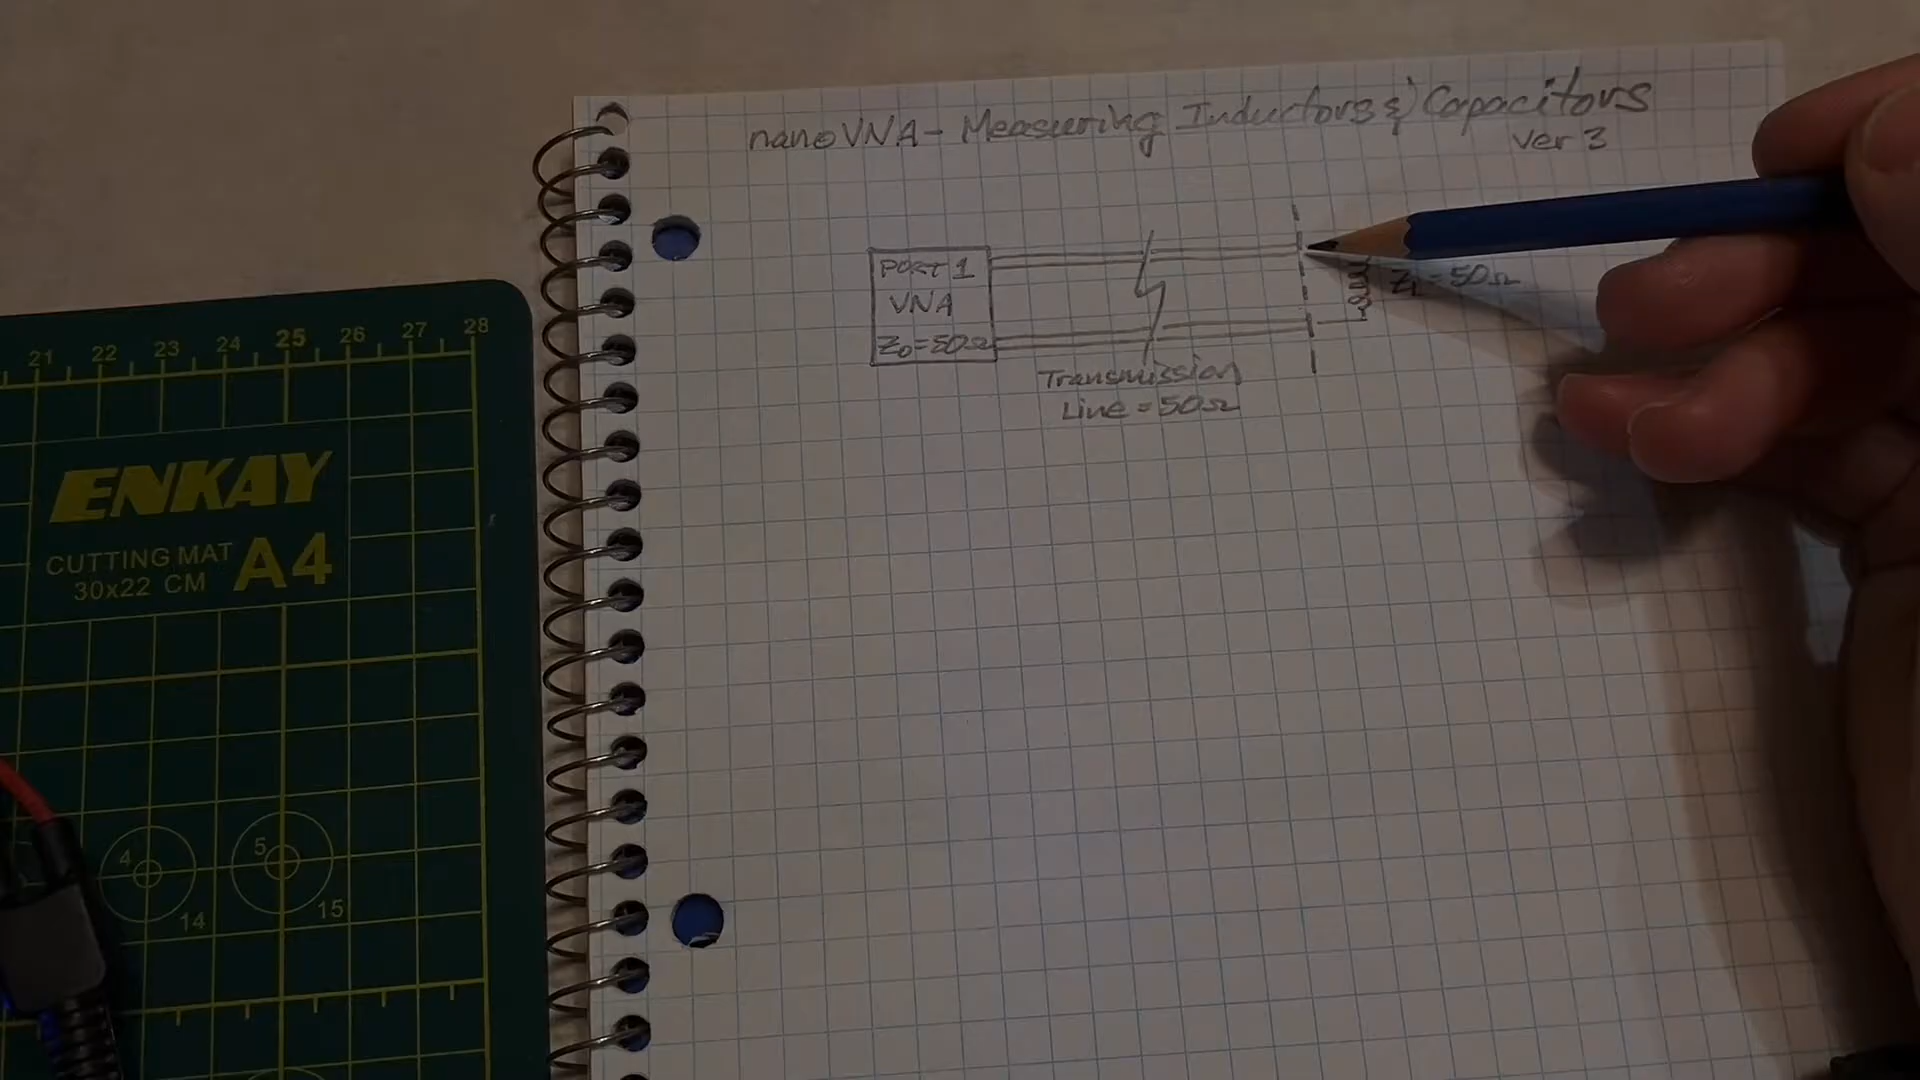 nanoVNA - Measuring Inductors & Capacitors
ver 3
PORT 1
VNA
Z0=50Ω
ZL=50Ω
Transmission
Line = 50Ω
21 22 23 24 25 26 27 28
ENKAY
CUTTING MAT A4
30x22 CM
4 5
14 15